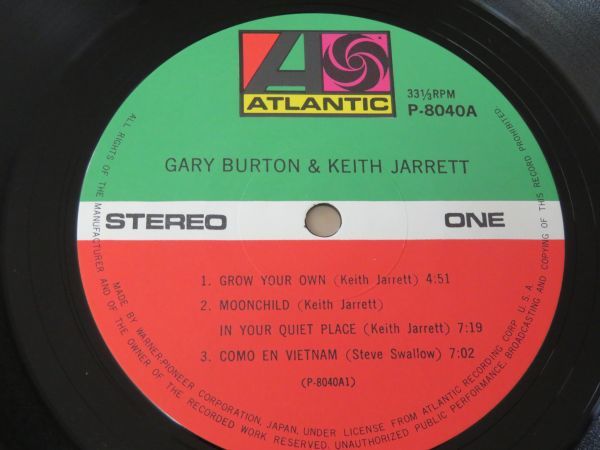 ATLANTIC
33⅓RPM
P-8040A
GARY BURTON & KEITH JARRETT
STEREO
ONE
1. GROW YOUR OWN (Keith Jarrett) 4:51
2. MOONCHILD (Keith Jarrett)
IN YOUR QUIET PLACE (Keith Jarrett) 7:19
3. COMO EN VIETNAM (Steve Swallow) 7:02
(P-8040A1)
ALL RIGHTS OF THE MANUFACTURER AND OF THE OWNER OF THE RECORDED WORK RESERVED. UNAUTHORIZED PUBLIC PERFORMANCE, BROADCASTING AND COPYING OF THIS RECORD PROHIBITED.
MADE BY WARNER-PIONEER CORPORATION, JAPAN, UNDER LICENSE FROM ATLANTIC RECORDING CORP. U.S.A.